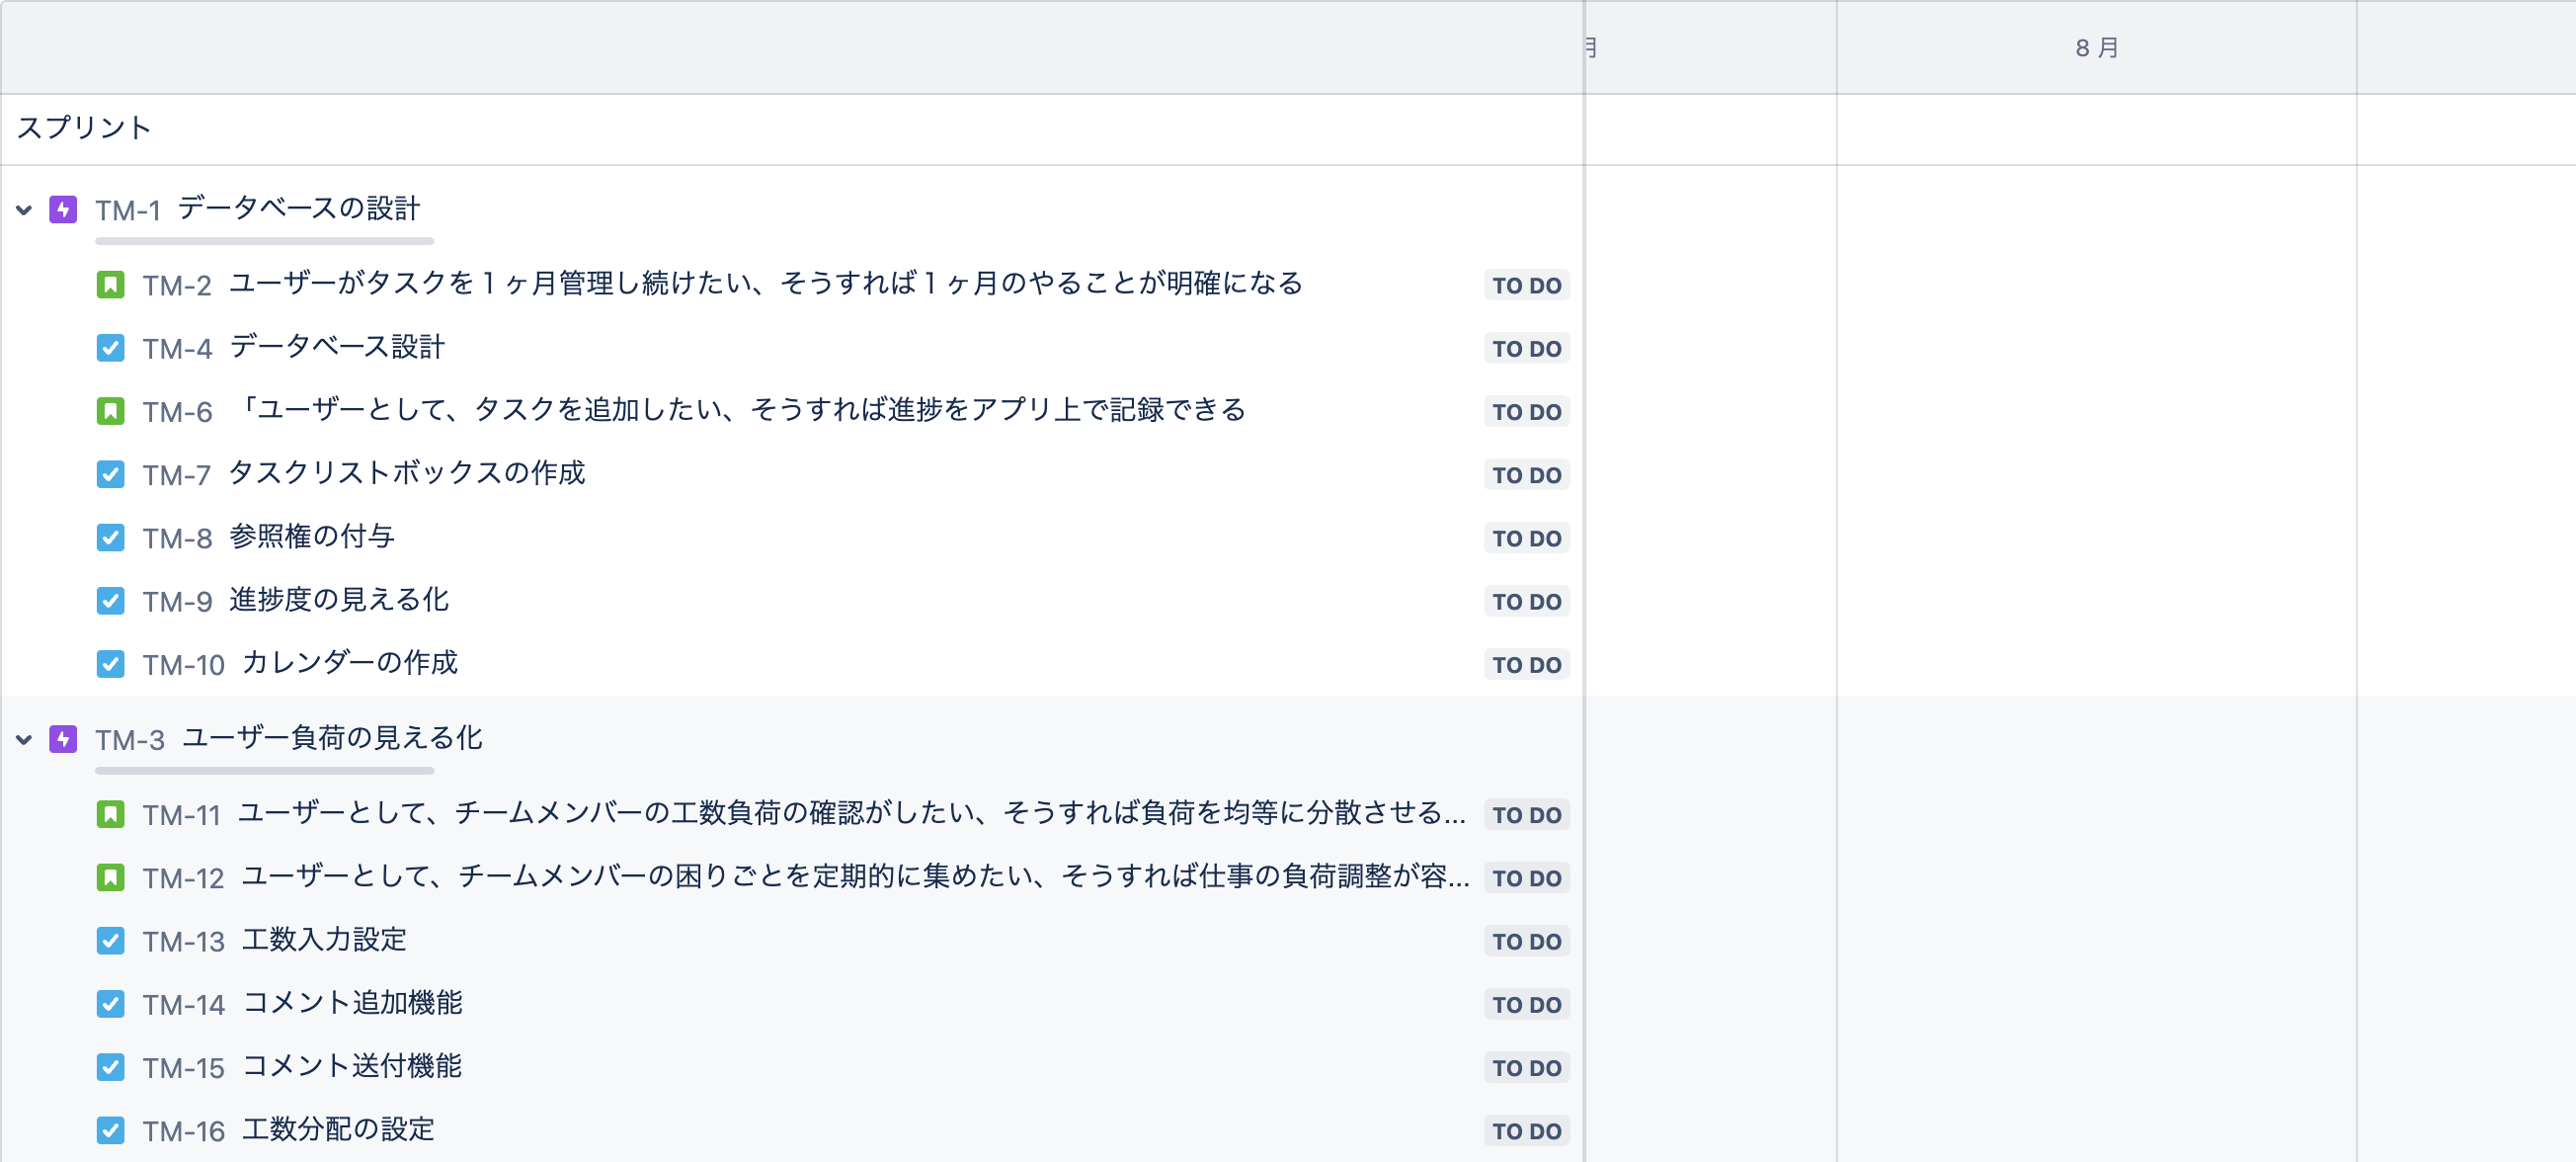 月
8 月
スプリント
TM-1 データベースの設計
TM-2 ユーザーがタスクを１ヶ月管理し続けたい、そうすれば１ヶ月のやることが明確になる TO DO
TM-4 データベース設計 TO DO
TM-6 「ユーザーとして、タスクを追加したい、そうすれば進捗をアプリ上で記録できる TO DO
TM-7 タスクリストボックスの作成 TO DO
TM-8 参照権の付与 TO DO
TM-9 進捗度の見える化 TO DO
TM-10 カレンダーの作成 TO DO
TM-3 ユーザー負荷の見える化
TM-11 ユーザーとして、チームメンバーの工数負荷の確認がしたい、そうすれば負荷を均等に分散させる... TO DO
TM-12 ユーザーとして、チームメンバーの困りごとを定期的に集めたい、そうすれば仕事の負荷調整が容... TO DO
TM-13 工数入力設定 TO DO
TM-14 コメント追加機能 TO DO
TM-15 コメント送付機能 TO DO
TM-16 工数分配の設定 TO DO